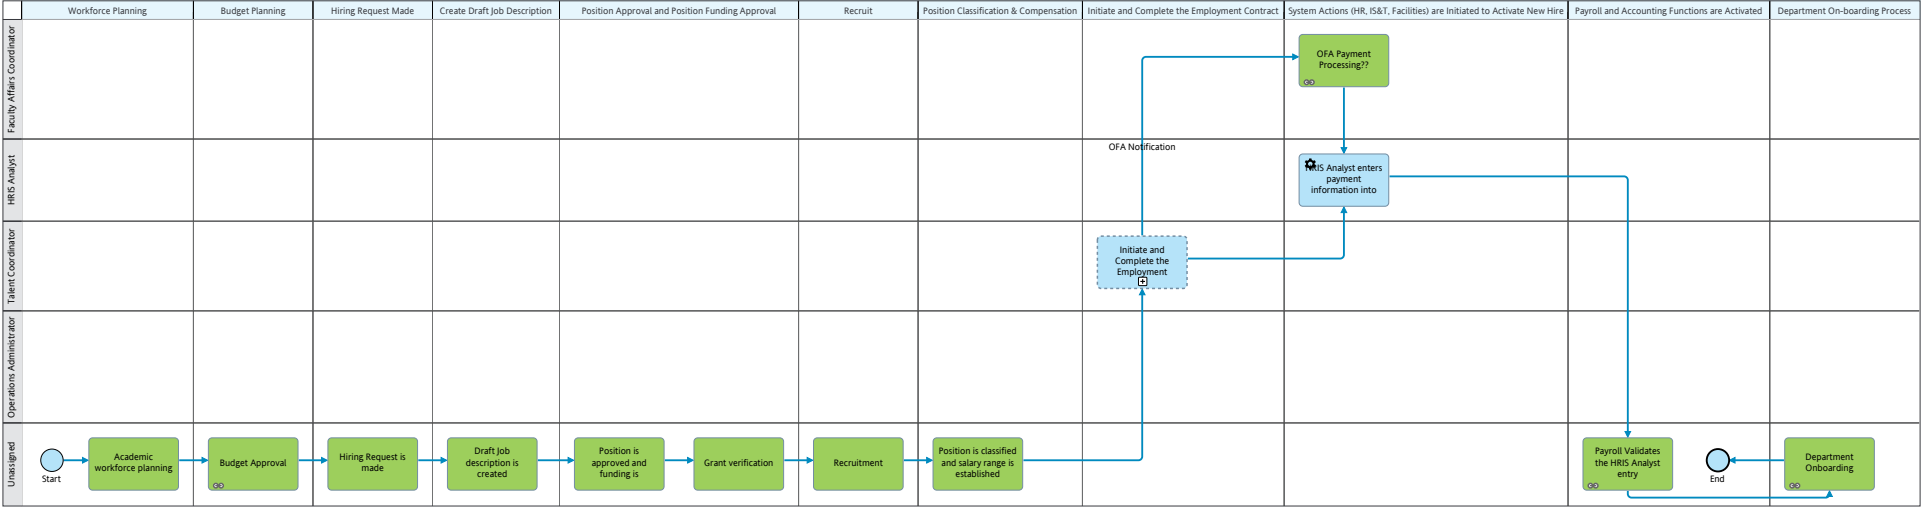 Workforce Planning
Budget Planning
Hiring Request Made
Create Draft Job Description
Position Approval and Position Funding Approval
Recruit
Position Classification & Compensation
Initiate and Complete the Employment Contract
System Actions (HR, IS&T, Facilities) are Initiated to Activate New Hire
Payroll and Accounting Functions are Activated
Department On-boarding Process
Faculty Affairs Coordinator
OFA Payment
Processing??
HRIS Analyst
OFA Notification
HRIS Analyst enters
payment
information into
Talent Coordinator
Initiate and
Complete the
Employment
Operations Administrator
Unassigned
Start
Academic
workforce planning
Budget Approval
Hiring Request is
made
Draft Job
description is
created
Position is
approved and
funding is
Grant verification
Recruitment
Position is classified
and salary range is
established
Payroll Validates
the HRIS Analyst
entry
End
Department
Onboarding